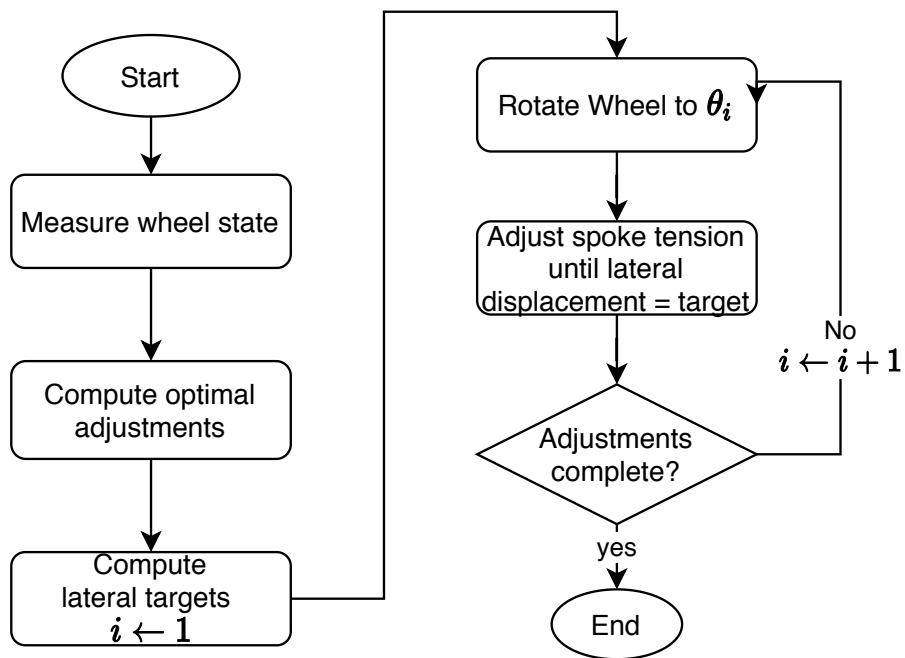 Start
Measure wheel state
Compute optimal
adjustments
Compute
lateral targets
i ← 1
Rotate Wheel to θᵢ
Adjust spoke tension
until lateral
displacement = target
Adjustments
complete?
No
i ← i + 1
yes
End